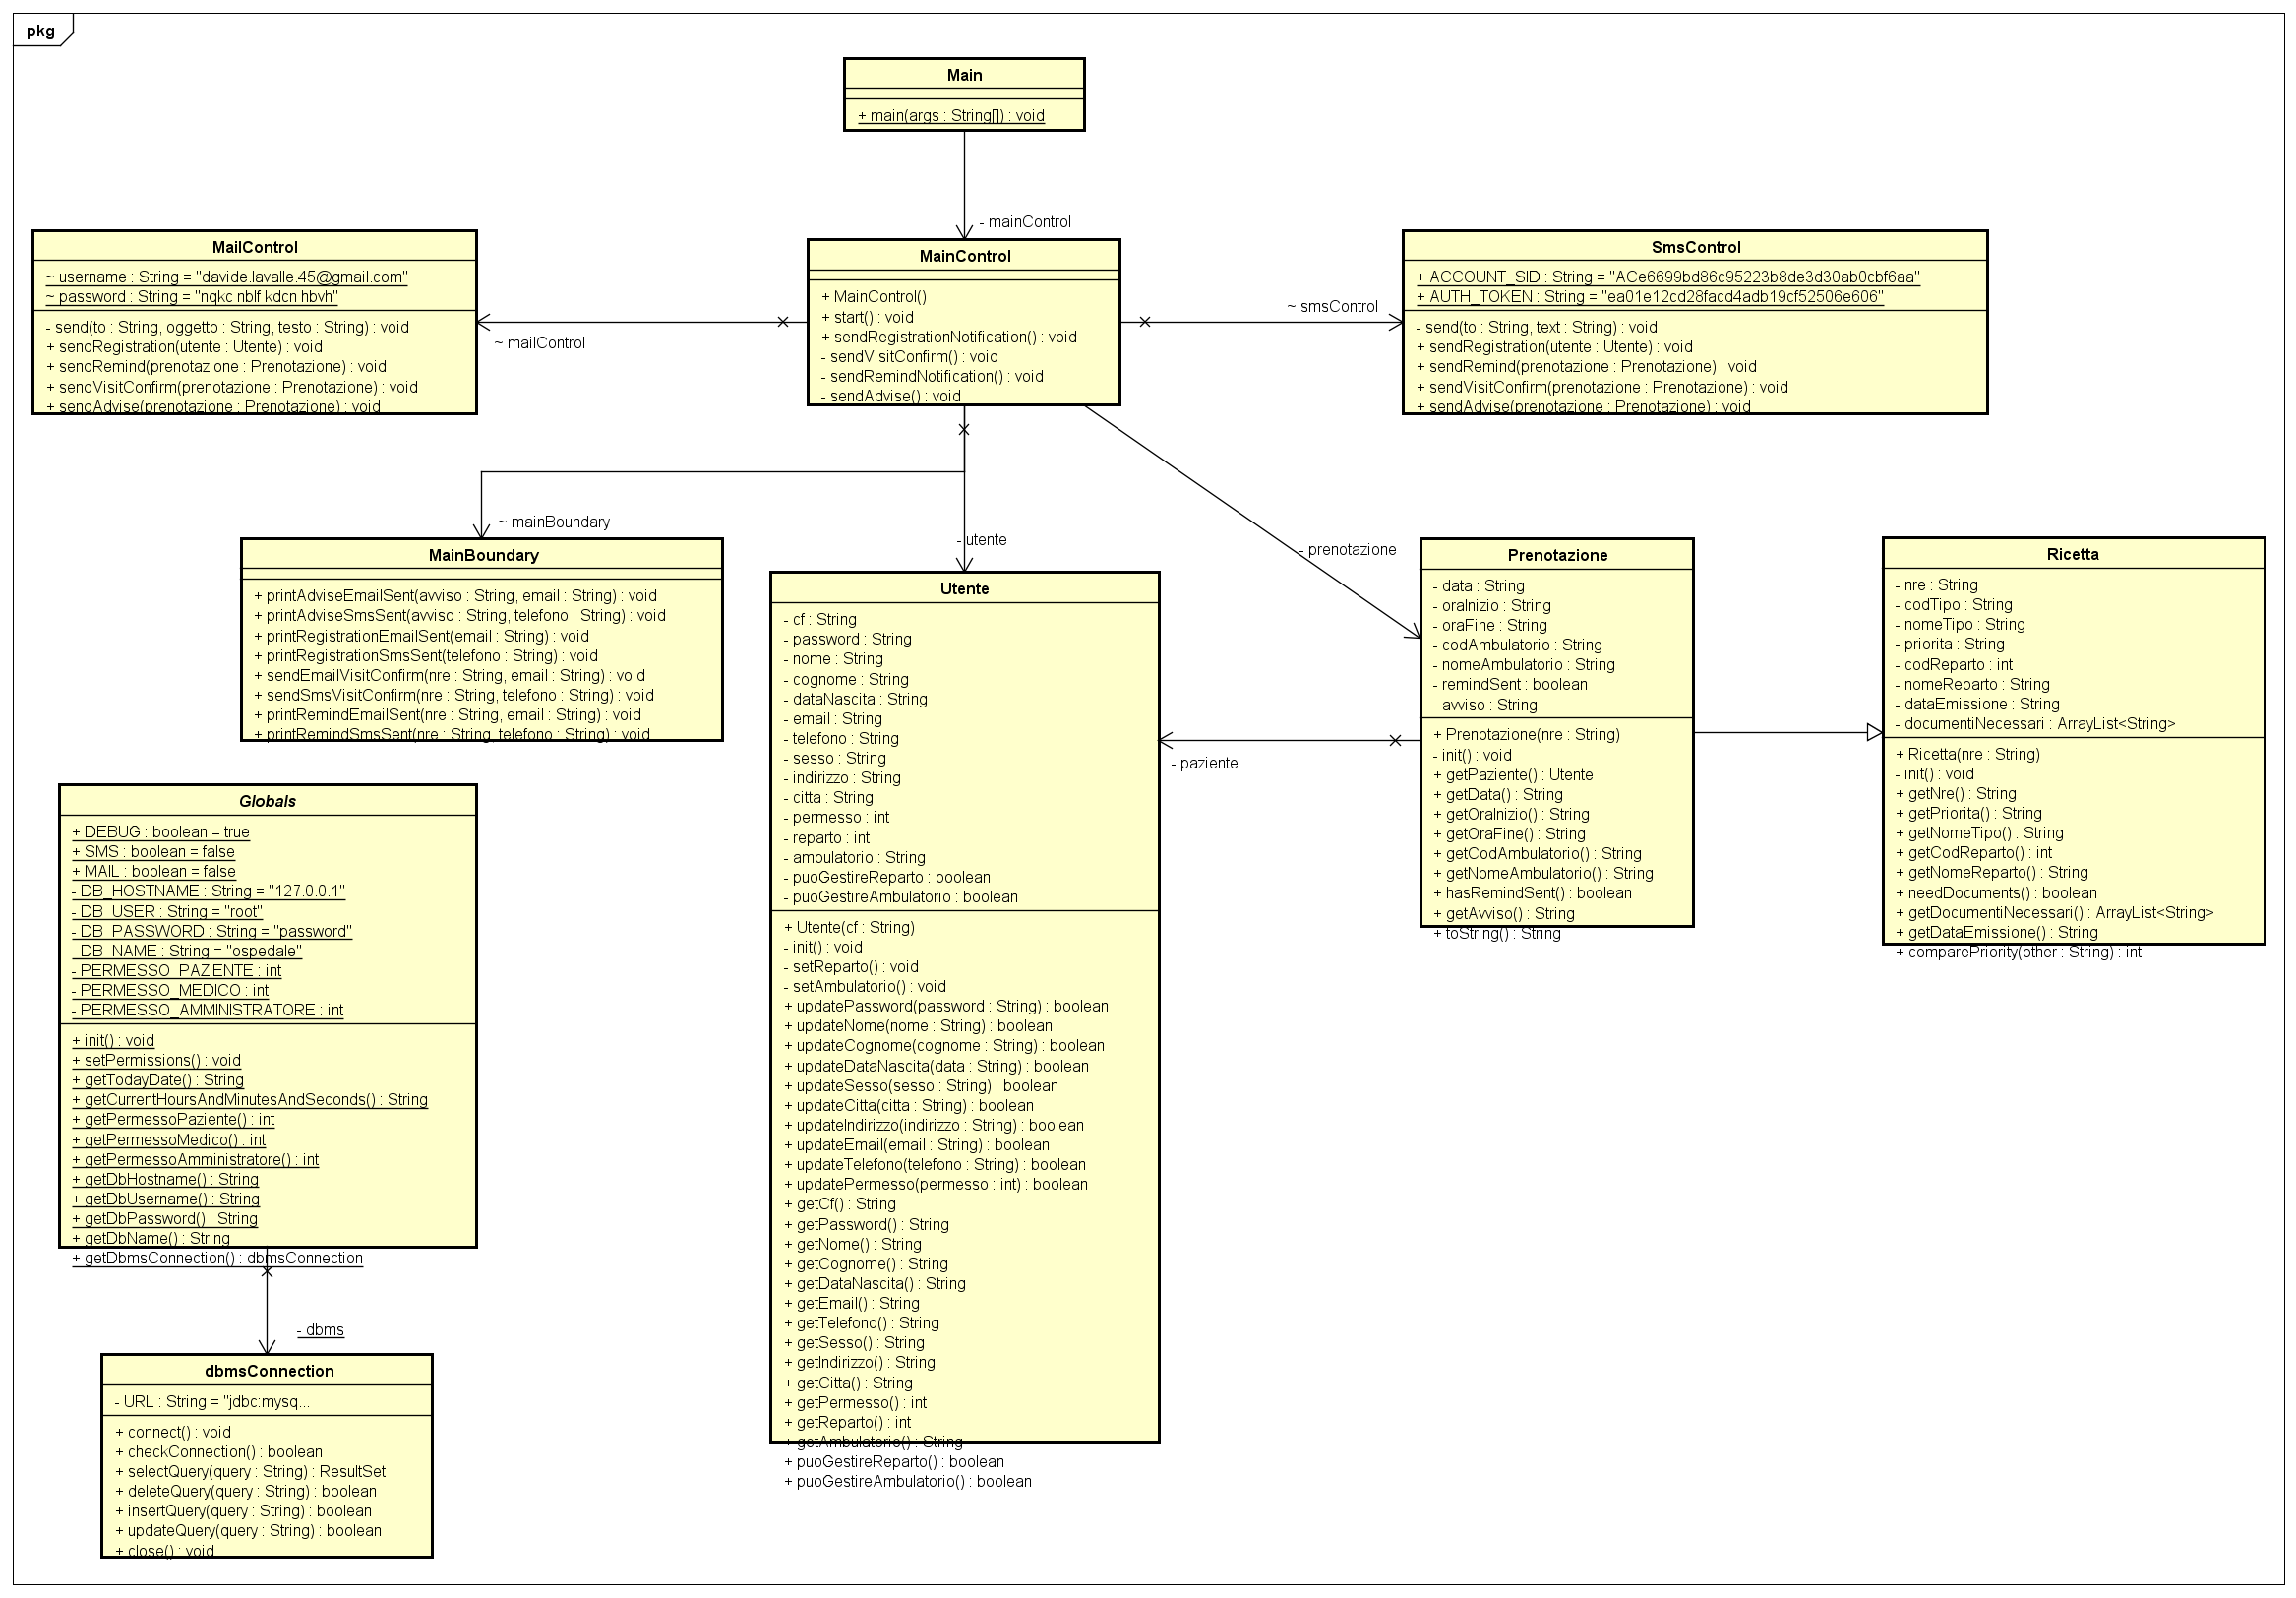 pkg
Main
+ main(args : String[]) : void
- mainControl
MailControl
~ username : String = "davide.lavalle.45@gmail.com"
~ password : String = "nqkc nblf kdcn hbvh"
- send(to : String, oggetto : String, testo : String) : void
+ sendRegistration(utente : Utente) : void
+ sendRemind(prenotazione : Prenotazione) : void
+ sendVisitConfirm(prenotazione : Prenotazione) : void
+ sendAdvise(prenotazione : Prenotazione) : void
~ mailControl
MainControl
+ MainControl()
+ start() : void
+ sendRegistrationNotification() : void
- sendVisitConfirm() : void
- sendRemindNotification() : void
- sendAdvise() : void
~ smsControl
SmsControl
+ ACCOUNT_SID : String = "ACe6699bd86c95223b8de3d30ab0cbf6aa"
+ AUTH_TOKEN : String = "ea01e12cd28facd4adb19cf52506e606"
- send(to : String, text : String) : void
+ sendRegistration(utente : Utente) : void
+ sendRemind(prenotazione : Prenotazione) : void
+ sendVisitConfirm(prenotazione : Prenotazione) : void
+ sendAdvise(prenotazione : Prenotazione) : void
~ mainBoundary
- utente
- prenotazione
MainBoundary
+ printAdviseEmailSent(avviso : String, email : String) : void
+ printAdviseSmsSent(avviso : String, telefono : String) : void
+ printRegistrationEmailSent(email : String) : void
+ printRegistrationSmsSent(telefono : String) : void
+ sendEmailVisitConfirm(nre : String, email : String) : void
+ sendSmsVisitConfirm(nre : String, telefono : String) : void
+ printRemindEmailSent(nre : String, email : String) : void
+ printRemindSmsSent(nre : String, telefono : String) : void
Utente
- cf : String
- password : String
- nome : String
- cognome : String
- dataNascita : String
- email : String
- telefono : String
- sesso : String
- indirizzo : String
- citta : String
- permesso : int
- reparto : int
- ambulatorio : String
- puoGestireReparto : boolean
- puoGestireAmbulatorio : boolean
+ Utente(cf : String)
- init() : void
- setReparto() : void
- setAmbulatorio() : void
+ updatePassword(password : String) : boolean
+ updateNome(nome : String) : boolean
+ updateCognome(cognome : String) : boolean
+ updateDataNascita(data : String) : boolean
+ updateSesso(sesso : String) : boolean
+ updateCitta(citta : String) : boolean
+ updateIndirizzo(indirizzo : String) : boolean
+ updateEmail(email : String) : boolean
+ updateTelefono(telefono : String) : boolean
+ updatePermesso(permesso : int) : boolean
+ getCf() : String
+ getPassword() : String
+ getNome() : String
+ getCognome() : String
+ getDataNascita() : String
+ getEmail() : String
+ getTelefono() : String
+ getSesso() : String
+ getIndirizzo() : String
+ getCitta() : String
+ getPermesso() : int
+ getReparto() : int
+ getAmbulatorio() : String
+ puoGestireReparto() : boolean
+ puoGestireAmbulatorio() : boolean
- paziente
Prenotazione
- data : String
- oraInizio : String
- oraFine : String
- codAmbulatorio : String
- nomeAmbulatorio : String
- remindSent : boolean
- avviso : String
+ Prenotazione(nre : String)
- init() : void
+ getPaziente() : Utente
+ getData() : String
+ getOraInizio() : String
+ getOraFine() : String
+ getCodAmbulatorio() : String
+ getNomeAmbulatorio() : String
+ hasRemindSent() : boolean
+ getAvviso() : String
+ toString() : String
Ricetta
- nre : String
- codTipo : String
- nomeTipo : String
- priorita : String
- codReparto : int
- nomeReparto : String
- dataEmissione : String
- documentiNecessari : ArrayList<String>
+ Ricetta(nre : String)
- init() : void
+ getNre() : String
+ getPriorita() : String
+ getNomeTipo() : String
+ getCodReparto() : int
+ getNomeReparto() : String
+ needDocuments() : boolean
+ getDocumentiNecessari() : ArrayList<String>
+ getDataEmissione() : String
+ comparePriority(other : String) : int
Globals
+ DEBUG : boolean = true
+ SMS : boolean = false
+ MAIL : boolean = false
- DB_HOSTNAME : String = "127.0.0.1"
- DB_USER : String = "root"
- DB_PASSWORD : String = "password"
- DB_NAME : String = "ospedale"
- PERMESSO_PAZIENTE : int
- PERMESSO_MEDICO : int
- PERMESSO_AMMINISTRATORE : int
+ init() : void
+ setPermissions() : void
+ getTodayDate() : String
+ getCurrentHoursAndMinutesAndSeconds() : String
+ getPermessoPaziente() : int
+ getPermessoMedico() : int
+ getPermessoAmministratore() : int
+ getDbHostname() : String
+ getDbUsername() : String
+ getDbPassword() : String
+ getDbName() : String
+ getDbmsConnection() : dbmsConnection
- dbms
dbmsConnection
- URL : String = "jdbc:mysq...
+ connect() : void
+ checkConnection() : boolean
+ selectQuery(query : String) : ResultSet
+ deleteQuery(query : String) : boolean
+ insertQuery(query : String) : boolean
+ updateQuery(query : String) : boolean
+ close() : void